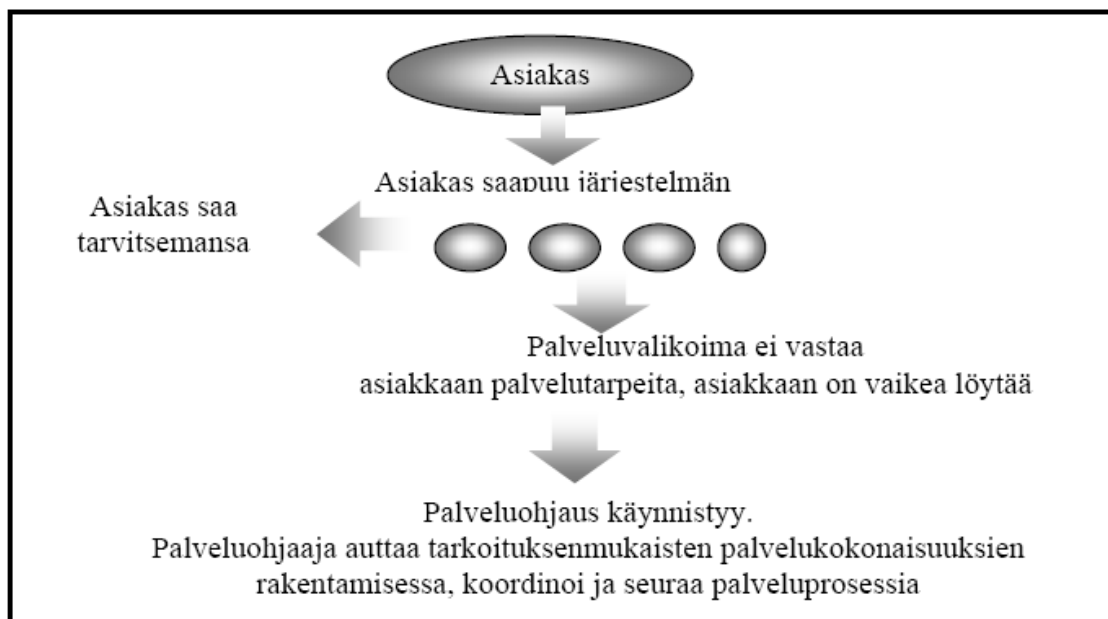 Asiakas
Asiakas saapuu järjestelmän
Asiakas saa
tarvitsemansa
Palveluvalikoima ei vastaa
asiakkaan palvelutarpeita, asiakkaan on vaikea löytää
Palveluohjaus käynnistyy.
Palveluohjaaja auttaa tarkoituksenmukaisten palvelukokonaisuuksien
rakentamisessa, koordinoi ja seuraa palveluprosessia